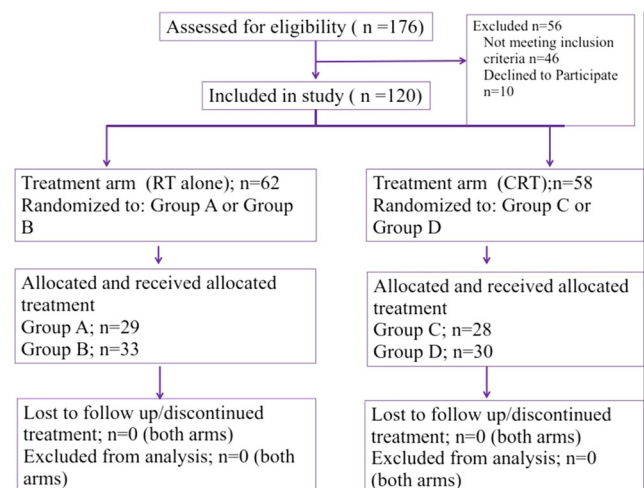 Assessed for eligibility ( n =176)
Excluded n=56
Not meeting inclusion
criteria n=46
Declined to Participate
n=10
Included in study ( n=120)
Treatment arm (RT alone); n=62
Randomized to: Group A or Group
B
Treatment arm (CRT);n=58
Randomized to: Group C or
Group D
Allocated and received allocated
treatment
Group A; n=29
Group B; n=33
Allocated and received allocated
treatment
Group C; n=28
Group D; n=30
Lost to follow up/discontinued
treatment; n=0 (both arms)
Excluded from analysis; n=0 (both
arms)
Lost to follow up/discontinued
treatment; n=0 (both arms)
Excluded from analysis; n=0
(both arms)